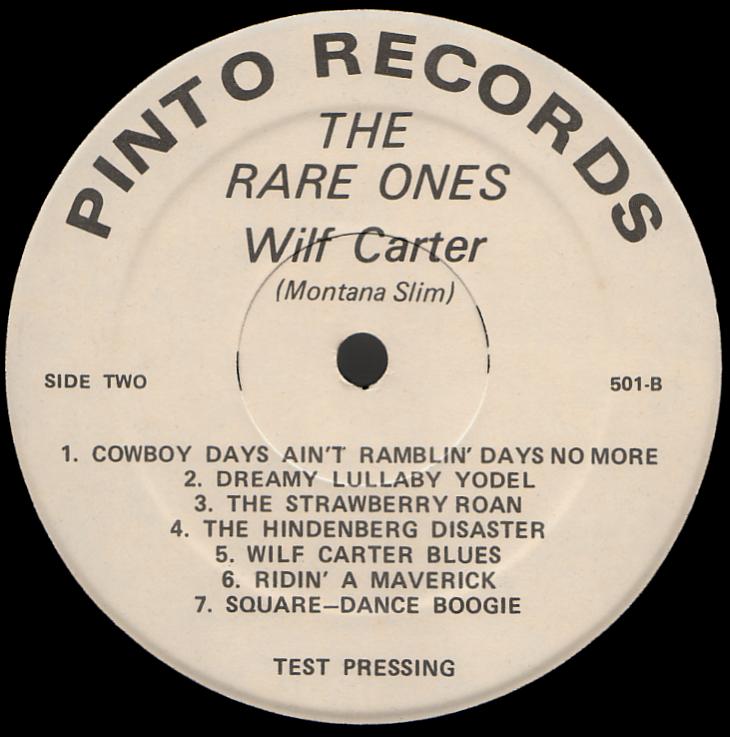 PINTO RECORDS
THE
RARE ONES
Wilf Carter
(Montana Slim)
SIDE TWO
501-B
1. COWBOY DAYS AIN'T RAMBLIN' DAYS NO MORE
2. DREAMY LULLABY YODEL
3. THE STRAWBERRY ROAN
4. THE HINDENBERG DISASTER
5. WILF CARTER BLUES
6. RIDIN' A MAVERICK
7. SQUARE–DANCE BOOGIE
TEST PRESSING